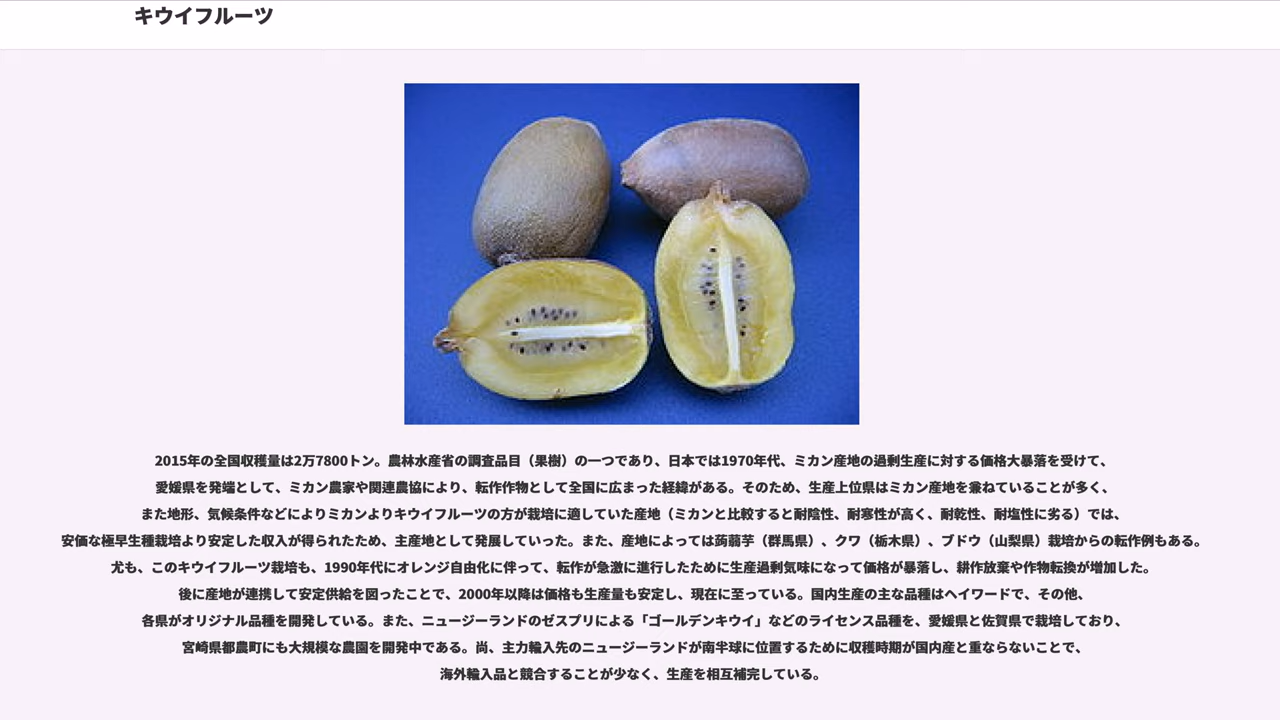 キウイフルーツ
2015年の全国収穫量は2万7800トン。農林水産省の調査品目（果樹）の一つであり、日本では1970年代、ミカン産地の過剰生産に対する価格大暴落を受けて、
愛媛県を発端として、ミカン農家や関連農協により、転作作物として全国に広まった経緯がある。そのため、生産上位県はミカン産地を兼ねていることが多く、
また地形、気候条件などによりミカンよりキウイフルーツの方が栽培に適していた産地（ミカンと比較すると耐陰性、耐寒性が高く、耐乾性、耐塩性に劣る）では、
安価な極早生種栽培より安定した収入が得られたため、主産地として発展していった。また、産地によっては蒟蒻芋（群馬県）、クワ（栃木県）、ブドウ（山梨県）栽培からの転作例もある。
尤も、このキウイフルーツ栽培も、1990年代にオレンジ自由化に伴って、転作が急激に進行したために生産過剰気味になって価格が暴落し、耕作放棄や作物転換が増加した。
後に産地が連携して安定供給を図ったことで、2000年以降は価格も生産量も安定し、現在に至っている。国内生産の主な品種はヘイワードで、その他、
各県がオリジナル品種を開発している。また、ニュージーランドのゼスプリによる「ゴールデンキウイ」などのライセンス品種を、愛媛県と佐賀県で栽培しており、
宮崎県都農町にも大規模な農園を開発中である。尚、主力輸入先のニュージーランドが南半球に位置するために収穫時期が国内産と重ならないことで、
海外輸入品と競合することが少なく、生産を相互補完している。